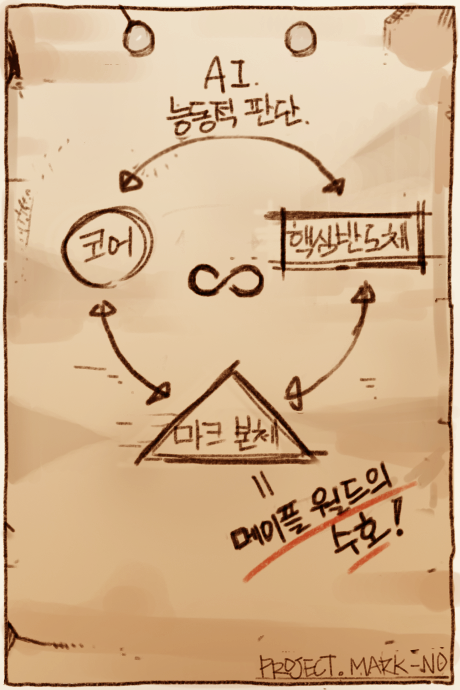 AI.
능동적 판단.
코어
핵심반도체
∞
마크 본체
=
메이플 월드의
수호!
PROJECT. MARK-NO